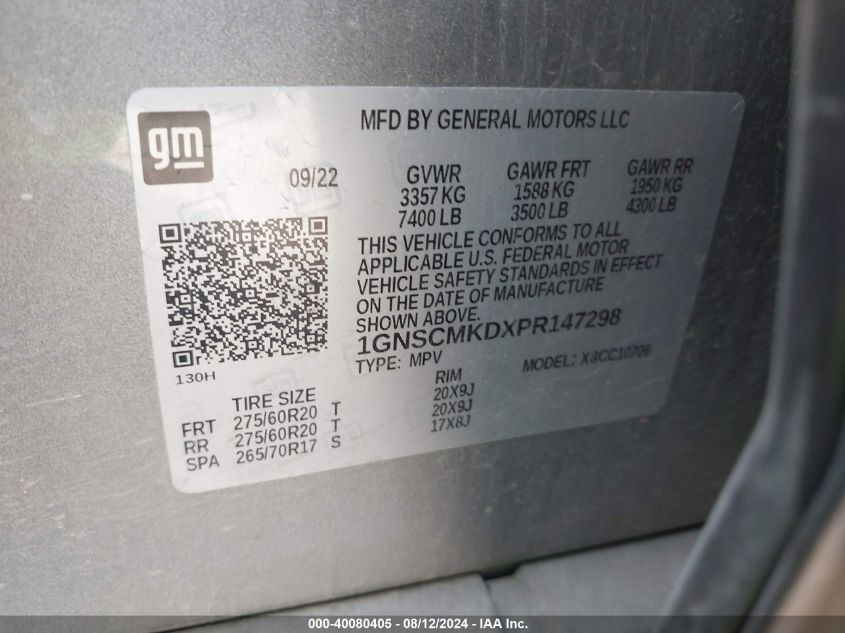 gm
MFD BY GENERAL MOTORS LLC
09/22
GVWR GAWR FRT GAWR RR
3357 KG 1588 KG 1950 KG
7400 LB 3500 LB 4300 LB
THIS VEHICLE CONFORMS TO ALL
APPLICABLE U.S. FEDERAL MOTOR
VEHICLE SAFETY STANDARDS IN EFFECT
ON THE DATE OF MANUFACTURE
SHOWN ABOVE.
1GNSCMKDXPR147298
TYPE: MPV MODEL: X3CC10706
130H
TIRE SIZE RIM
FRT 275/60R20 T 20X9J
RR 275/60R20 T 20X9J
SPA 265/70R17 S 17X8J
000-40080405 - 08/12/2024 - IAA Inc.